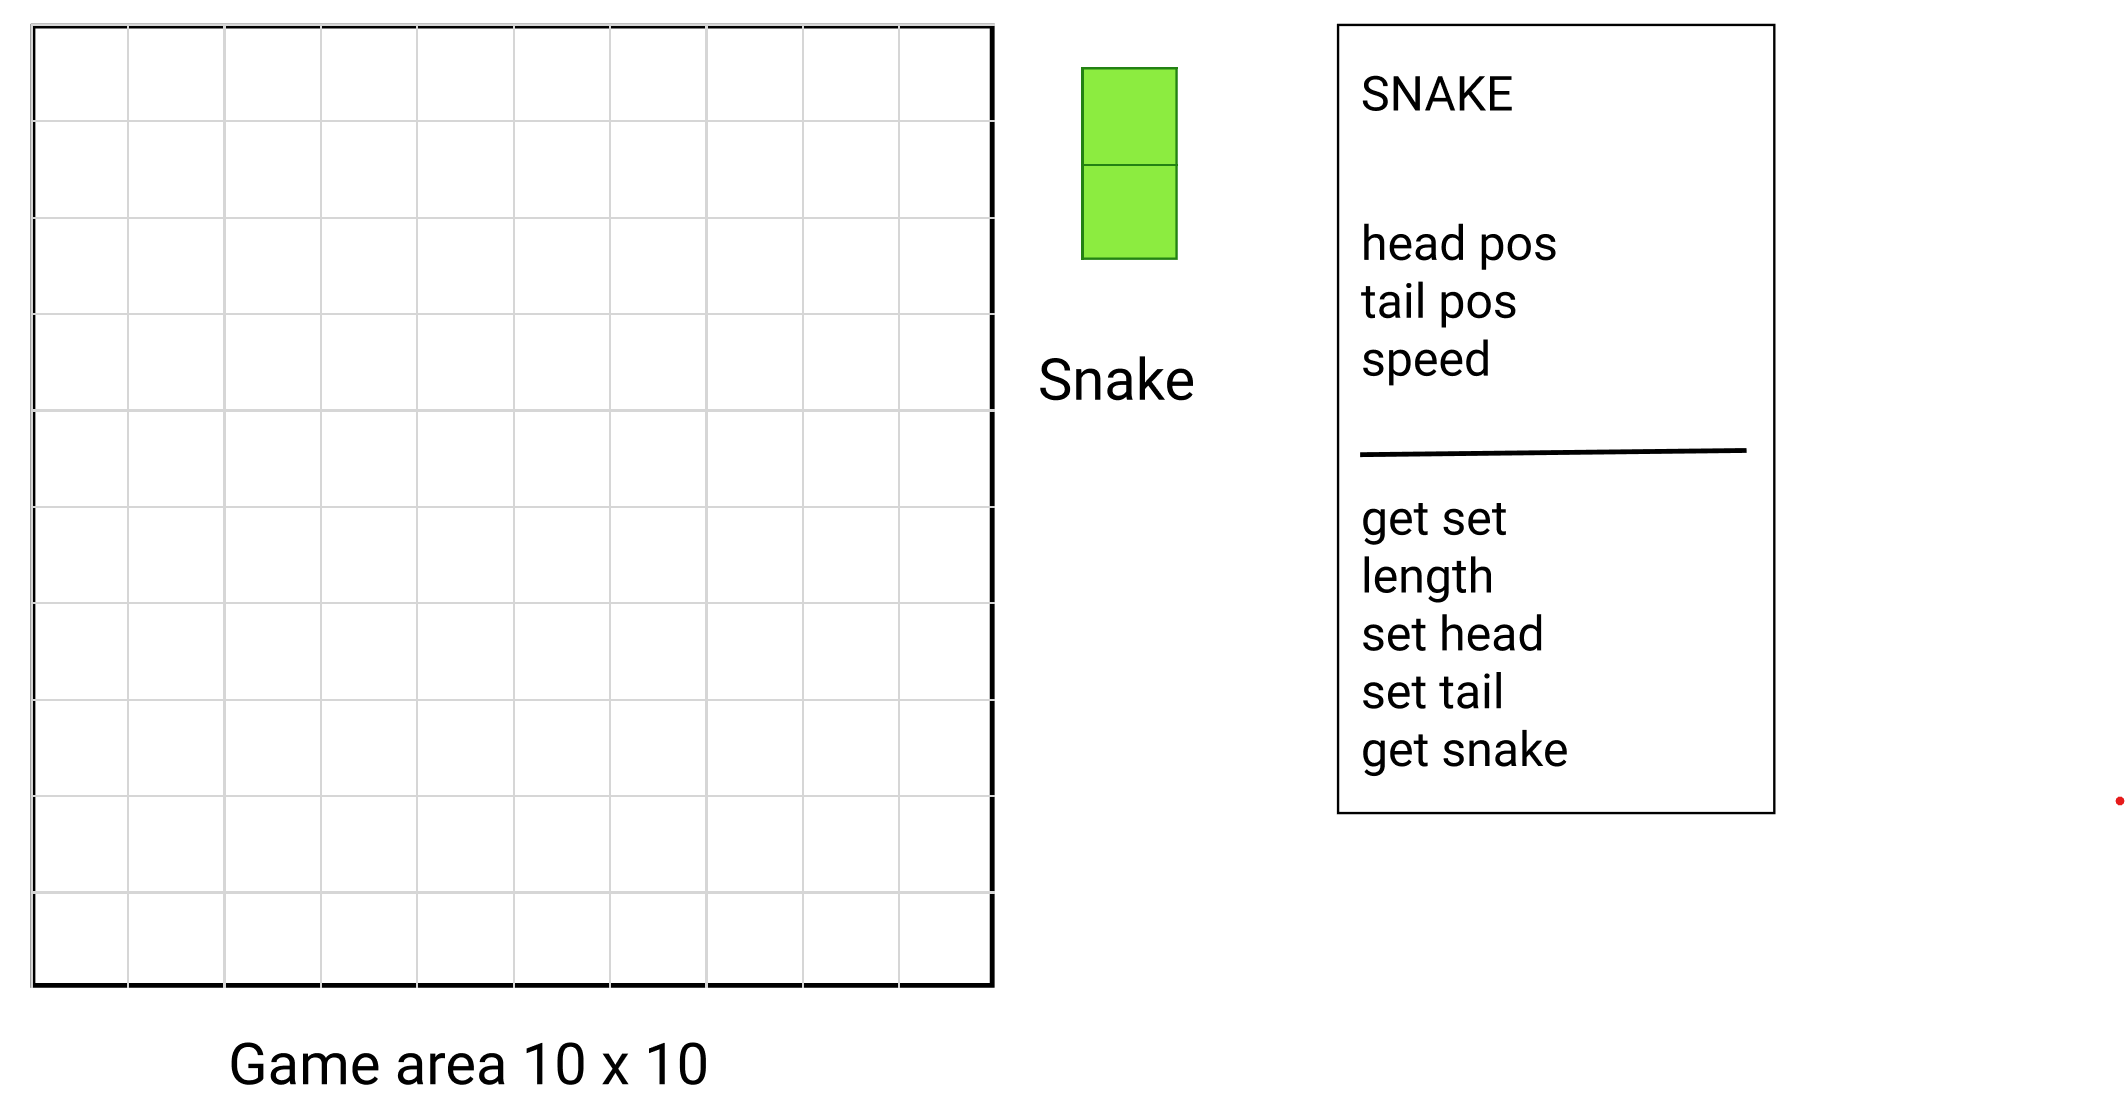 SNAKE
head pos
tail pos
speed
Snake
get set
length
set head
set tail
get snake
Game area 10 x 10